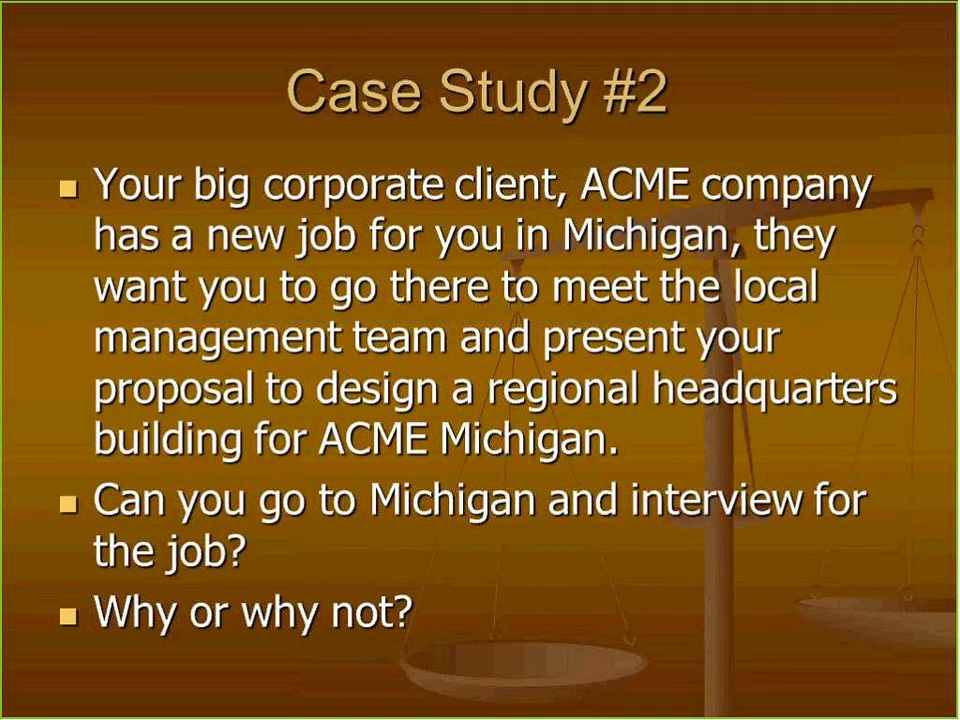 Case Study #2
Your big corporate client, ACME company
has a new job for you in Michigan, they
want you to go there to meet the local
management team and present your
proposal to design a regional headquarters
building for ACME Michigan.
Can you go to Michigan and interview for
the job?
Why or why not?